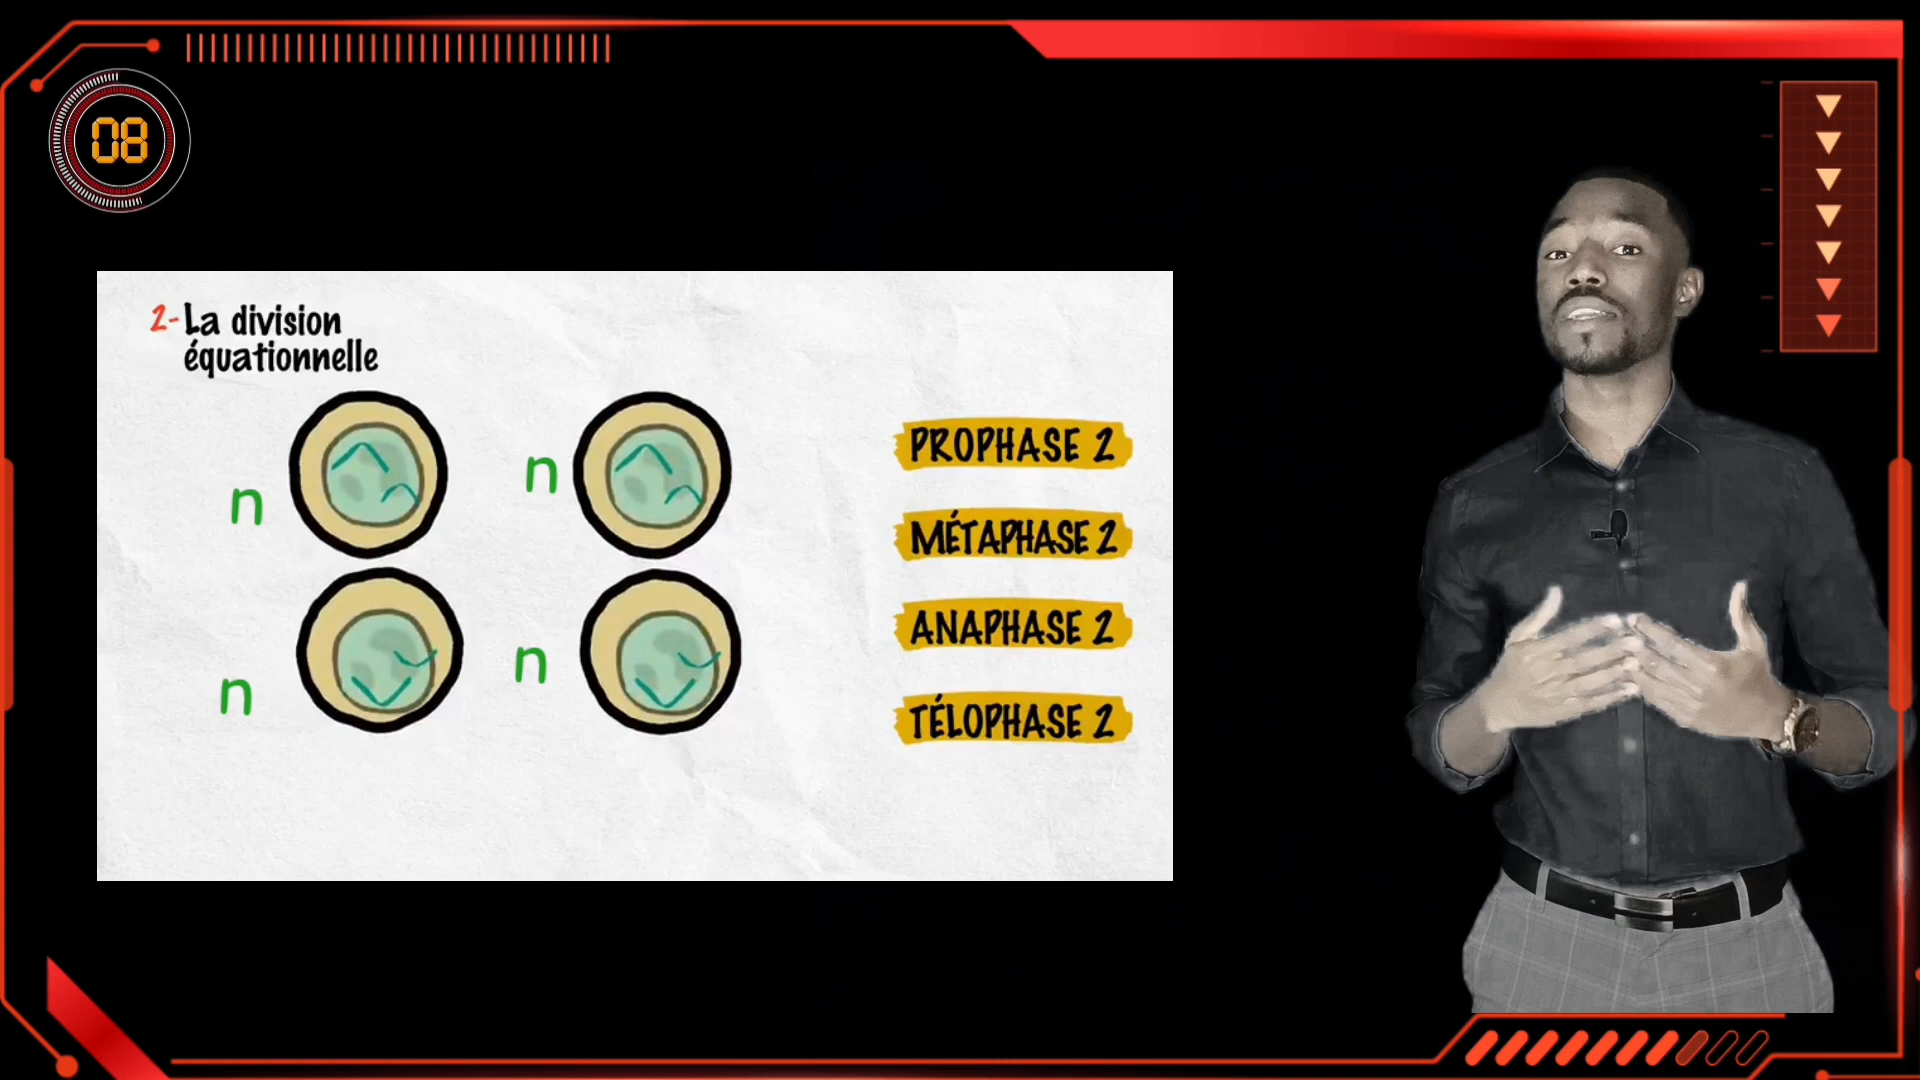 08
2- La division
équationnelle
n
n
n
n
PROPHASE 2
MÉTAPHASE 2
ANAPHASE 2
TÉLOPHASE 2